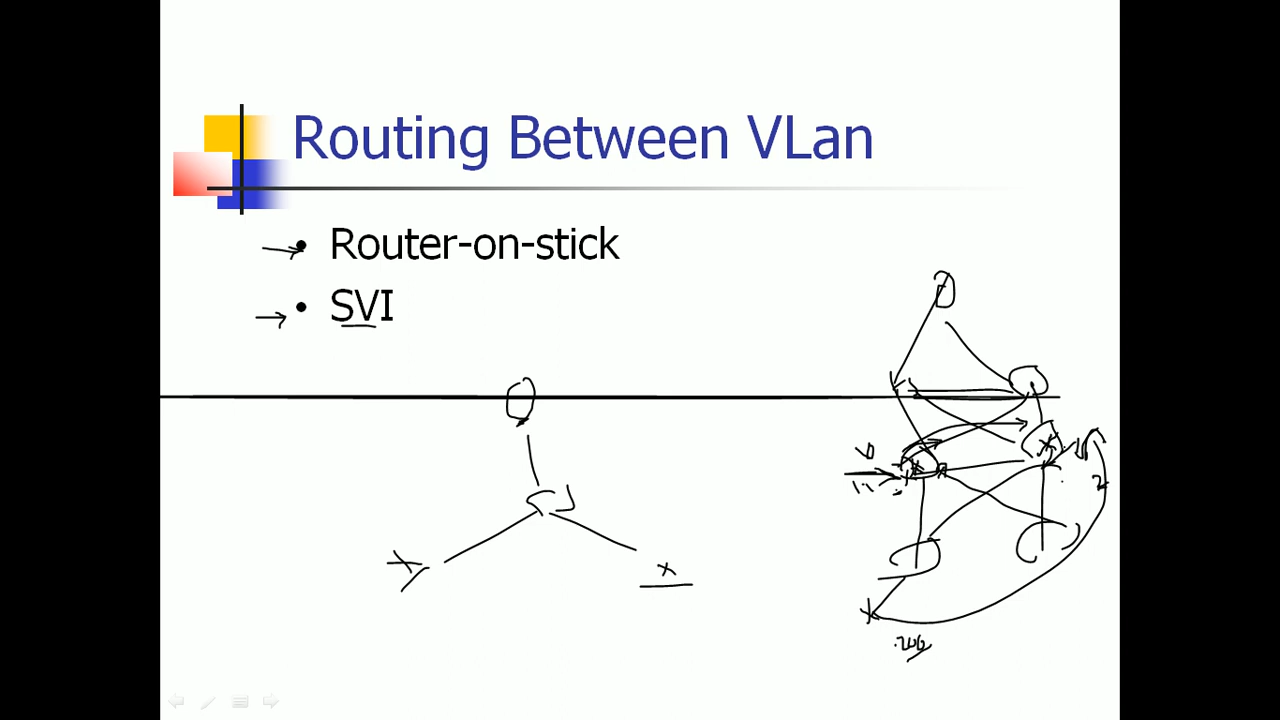 Routing Between VLan
• Router-on-stick
• SVI